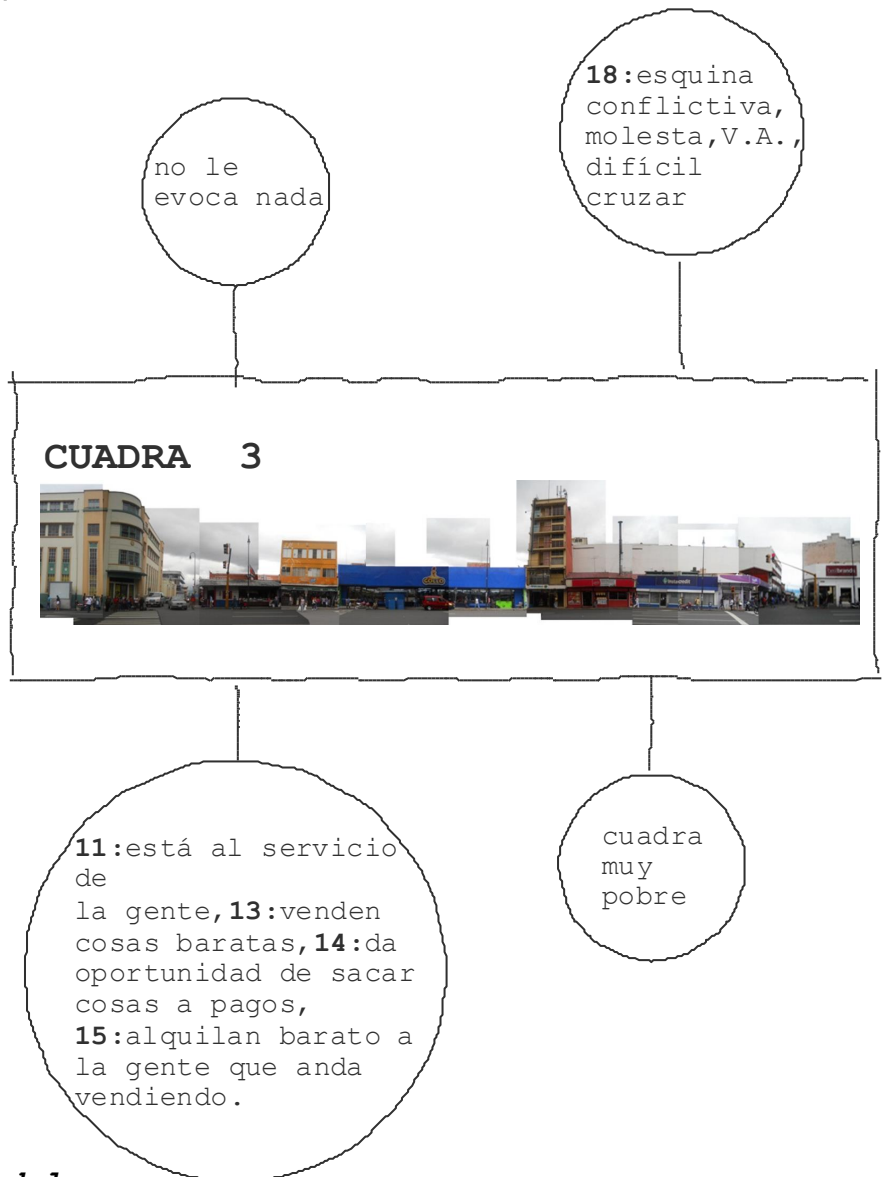 no le
evoca nada
18:esquina
conflictiva,
molesta,V.A.,
difícil
cruzar
CUADRA 3
11:está al servicio
de
la gente,13:venden
cosas baratas,14:da
oportunidad de sacar
cosas a pagos,
15:alquilan barato a
la gente que anda
vendiendo.
cuadra
muy
pobre